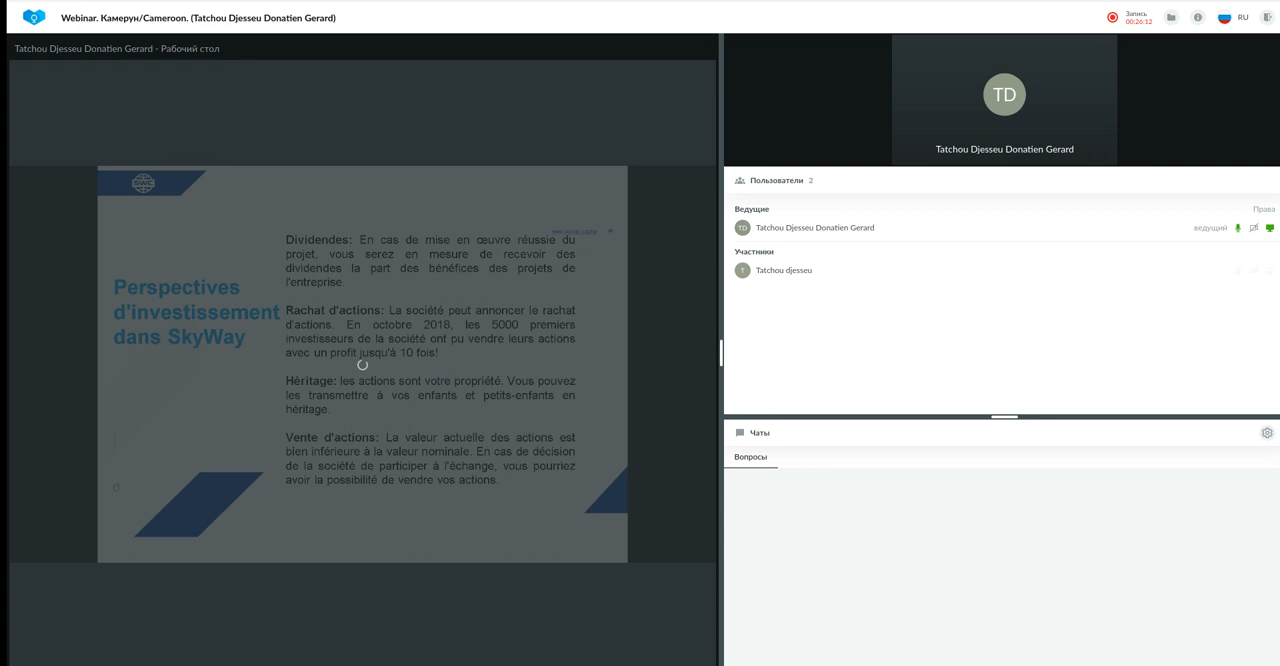 Webinar. Камерун/Cameroon. (Tatchou Djesseu Donatien Gerard)
Запись
00:26:12
RU
Tatchou Djesseu Donatien Gerard - Рабочий стол
SWIC
Perspectives
d'investissement
dans SkyWay
Dividendes: En cas de mise en œuvre réussie du
projet, vous serez en mesure de recevoir des
dividendes la part des bénéfices des projets de
l'entreprise.
Rachat d'actions: La société peut annoncer le rachat
d'actions. En octobre 2018, les 5000 premiers
investisseurs de la société ont pu vendre leurs actions
avec un profit jusqu'à 10 fois!
Héritage: les actions sont votre propriété. Vous pouvez
les transmettre à vos enfants et petits-enfants en
héritage.
Vente d'actions: La valeur actuelle des actions est
bien inférieure à la valeur nominale. En cas de décision
de la société de participer à l'échange, vous pourriez
avoir la possibilité de vendre vos actions.
TD
Tatchou Djesseu Donatien Gerard
Пользователи 2
Ведущие Права
TD Tatchou Djesseu Donatien Gerard ведущий
Участники
T Tatchou djesseu
Чаты
Вопросы